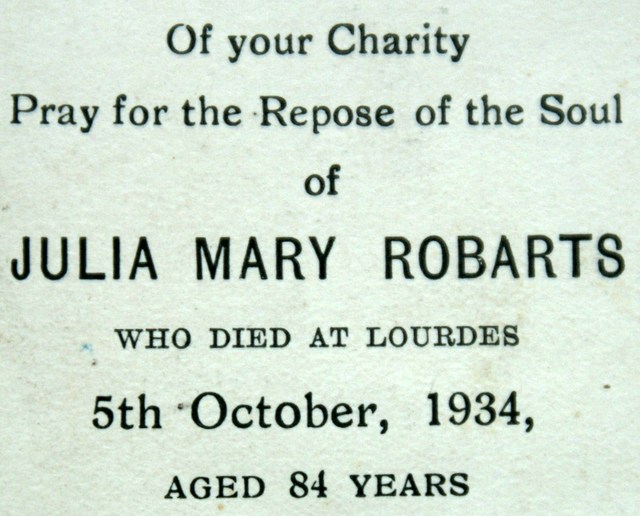 Of your Charity
Pray for the Repose of the Soul
of
JULIA MARY ROBARTS
WHO DIED AT LOURDES
5th October, 1934,
AGED 84 YEARS